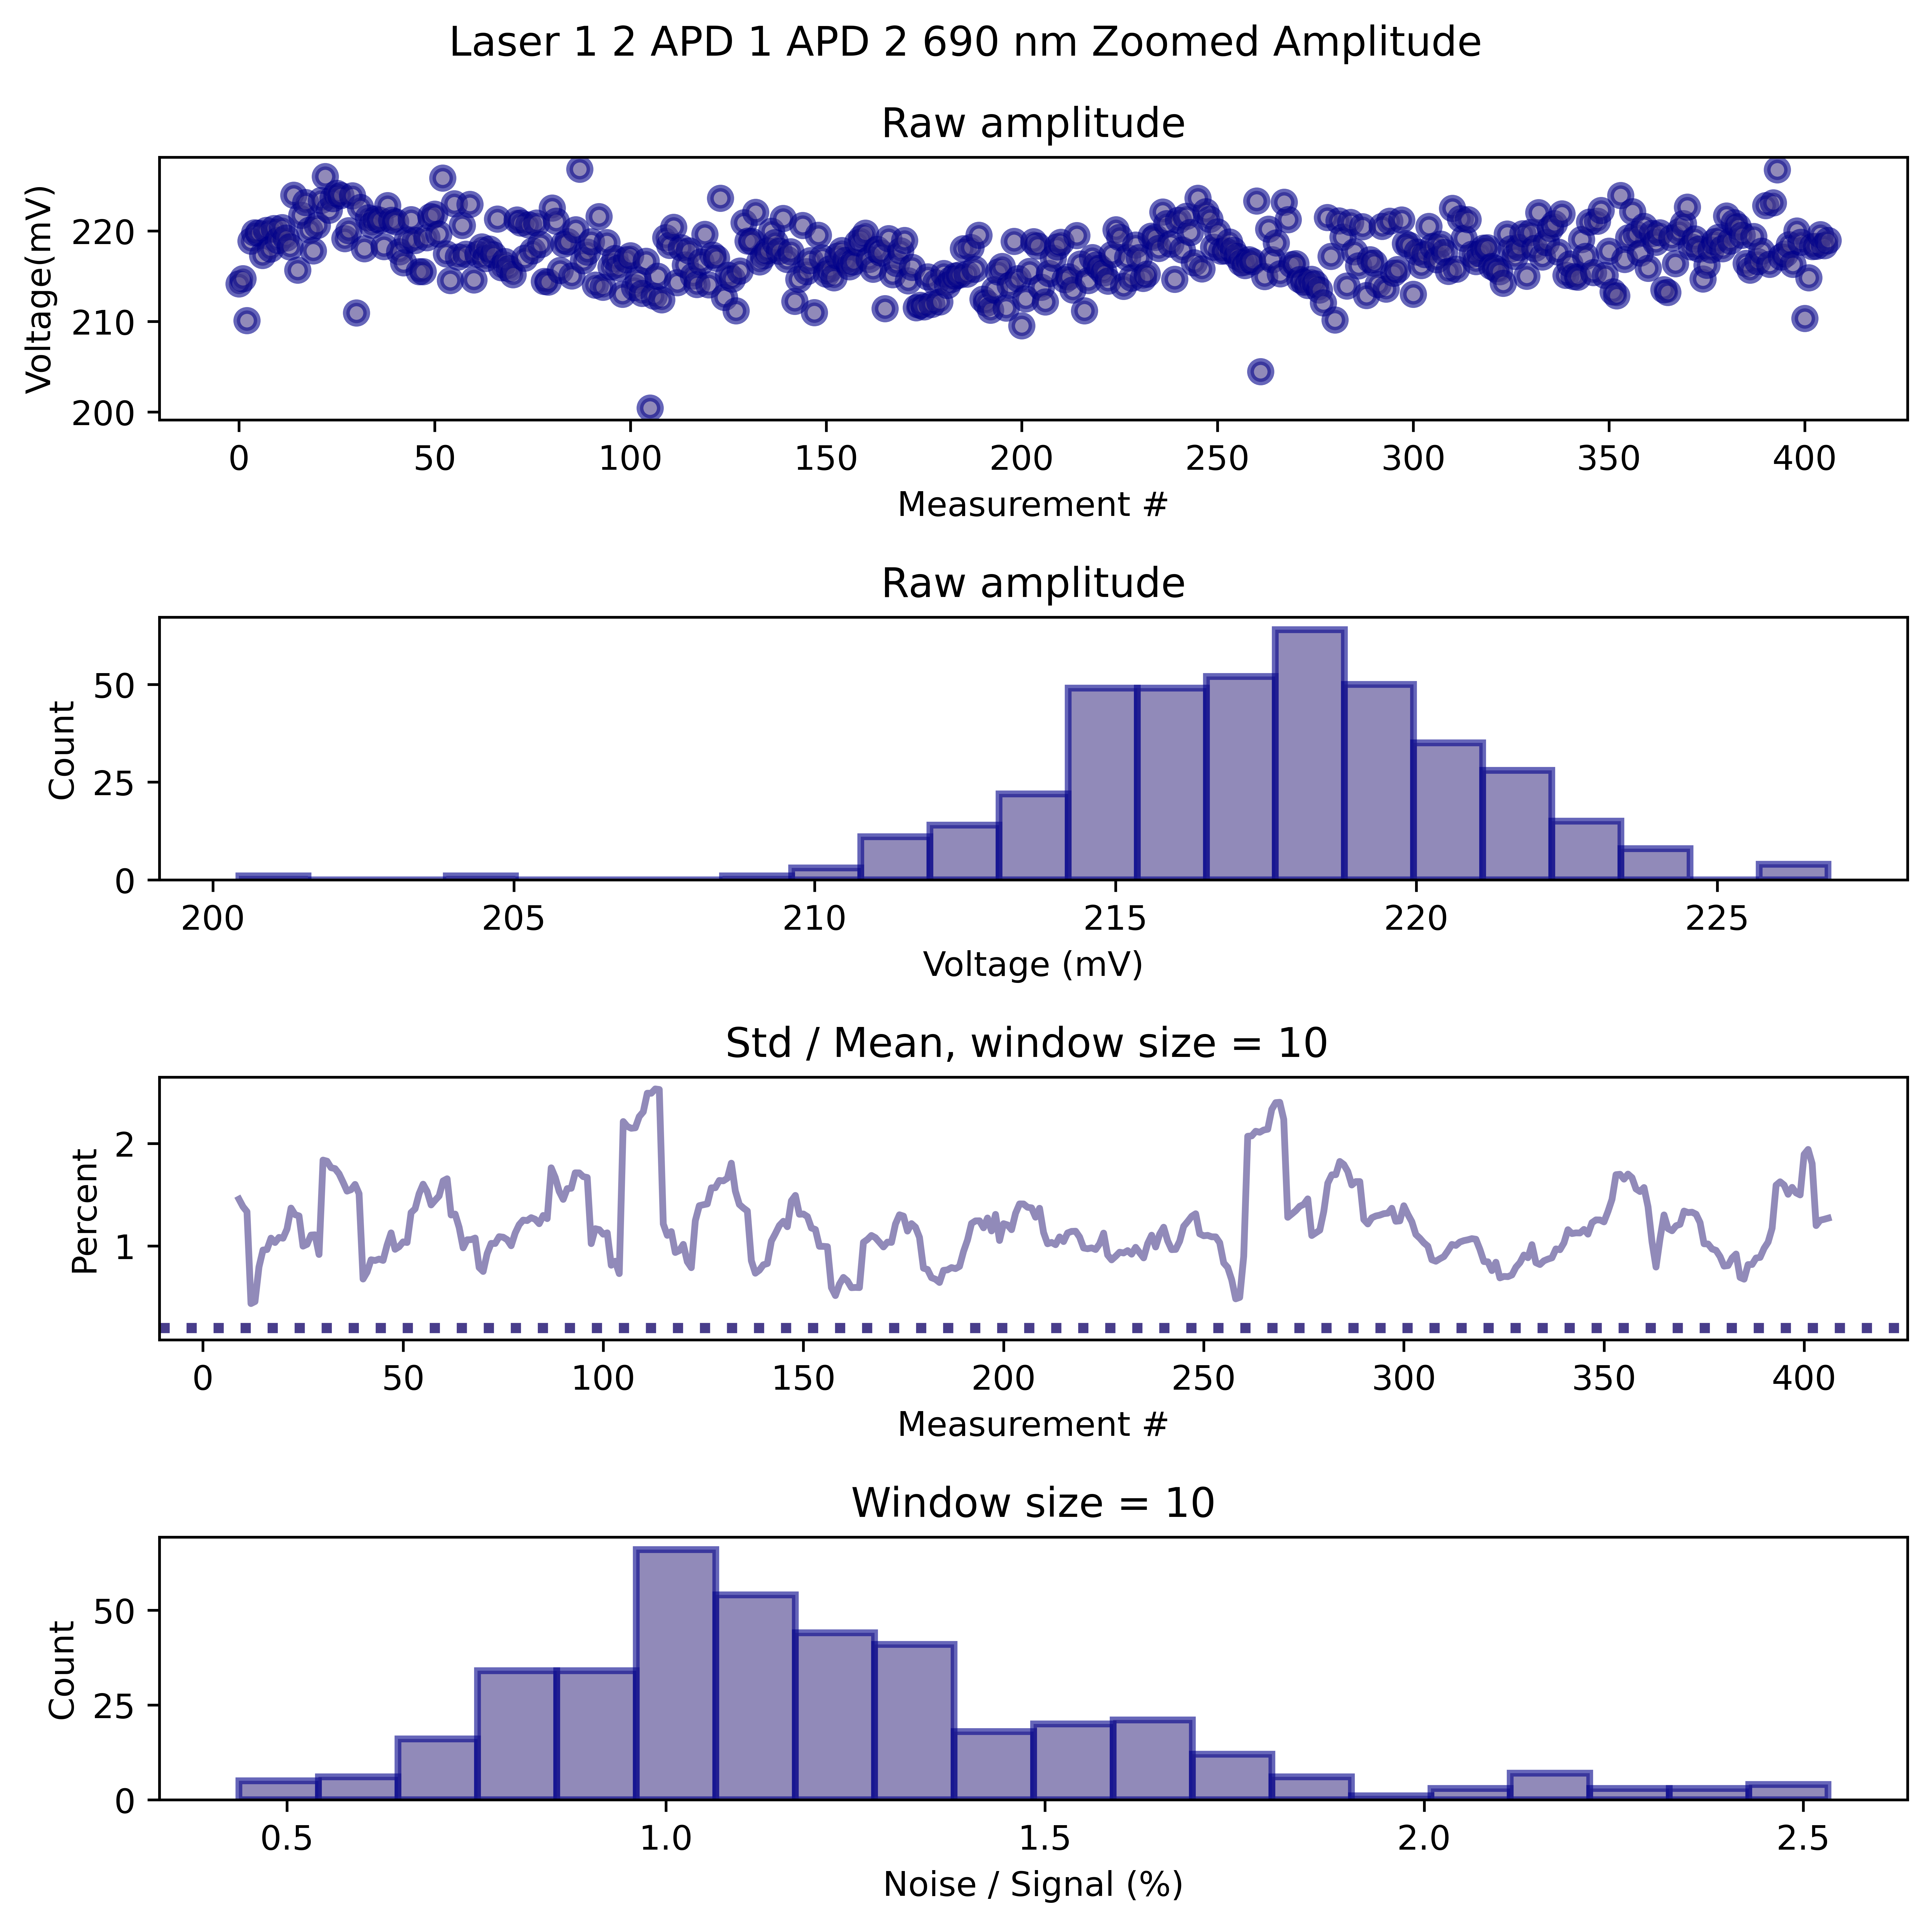 Laser 1 2 APD 1 APD 2 690 nm Zoomed Amplitude
Raw amplitude
Voltage(mV)
220
210
200
0 50 100 150 200 250 300 350 400
Measurement #
Raw amplitude
Count
50
25
0
200 205 210 215 220 225
Voltage (mV)
Std / Mean, window size = 10
Percent
2
1
0 50 100 150 200 250 300 350 400
Measurement #
Window size = 10
Count
50
25
0
0.5 1.0 1.5 2.0 2.5
Noise / Signal (%)